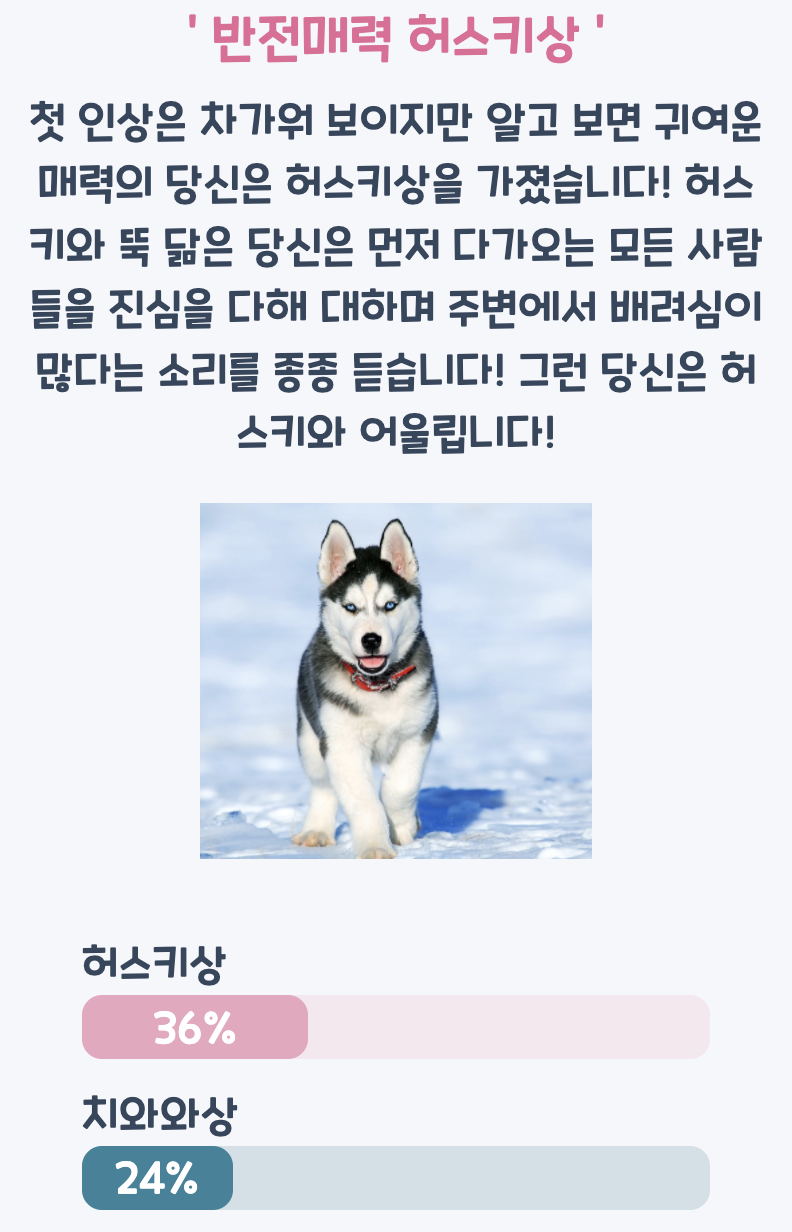 ' 반전매력 허스키상 '
첫 인상은 차가워 보이지만 알고 보면 귀여운
매력의 당신은 허스키상을 가졌습니다! 허스
키와 뚝 닮은 당신은 먼저 다가오는 모든 사람
들을 진심을 다해 대하며 주변에서 배려심이
많다는 소리를 종종 듣습니다! 그런 당신은 허
스키와 어울립니다!
허스키상
36%
치와와상
24%